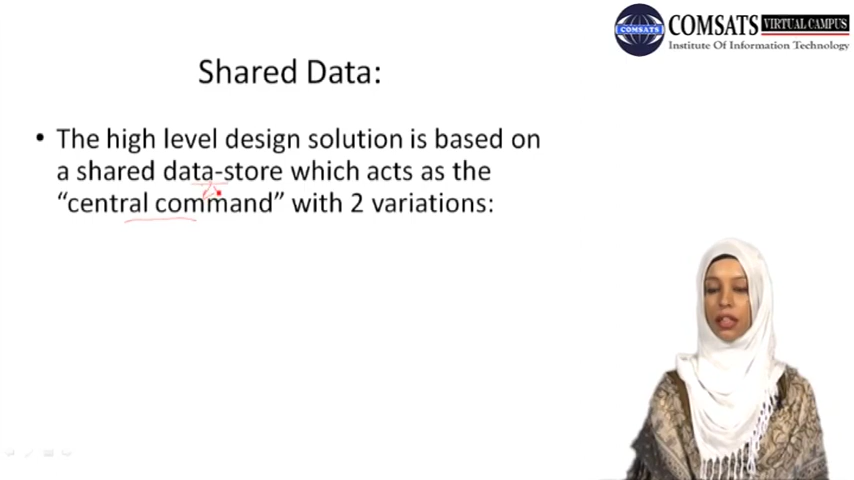 COMSATS VIRTUAL CAMPUS
COMSATS
Institute Of Information Technology
Shared Data:
• The high level design solution is based on
a shared data-store which acts as the
“central command” with 2 variations: